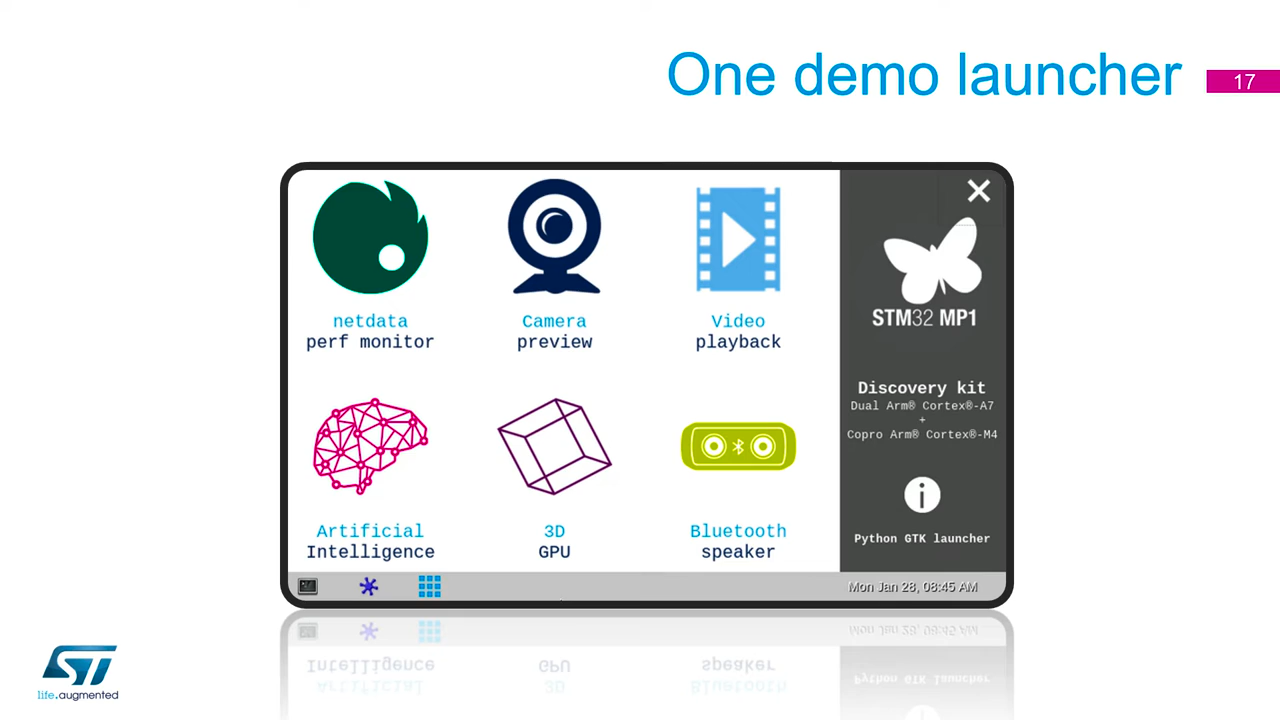 One demo launcher
17
netdata
perf monitor
Camera
preview
Video
playback
Artificial
Intelligence
3D
GPU
Bluetooth
speaker
STM32 MP1
Discovery kit
Dual Arm® Cortex®-A7
+
Copro Arm® Cortex®-M4
i
Python GTK launcher
Mon Jan 28, 08:45 AM
ST
life.augmented